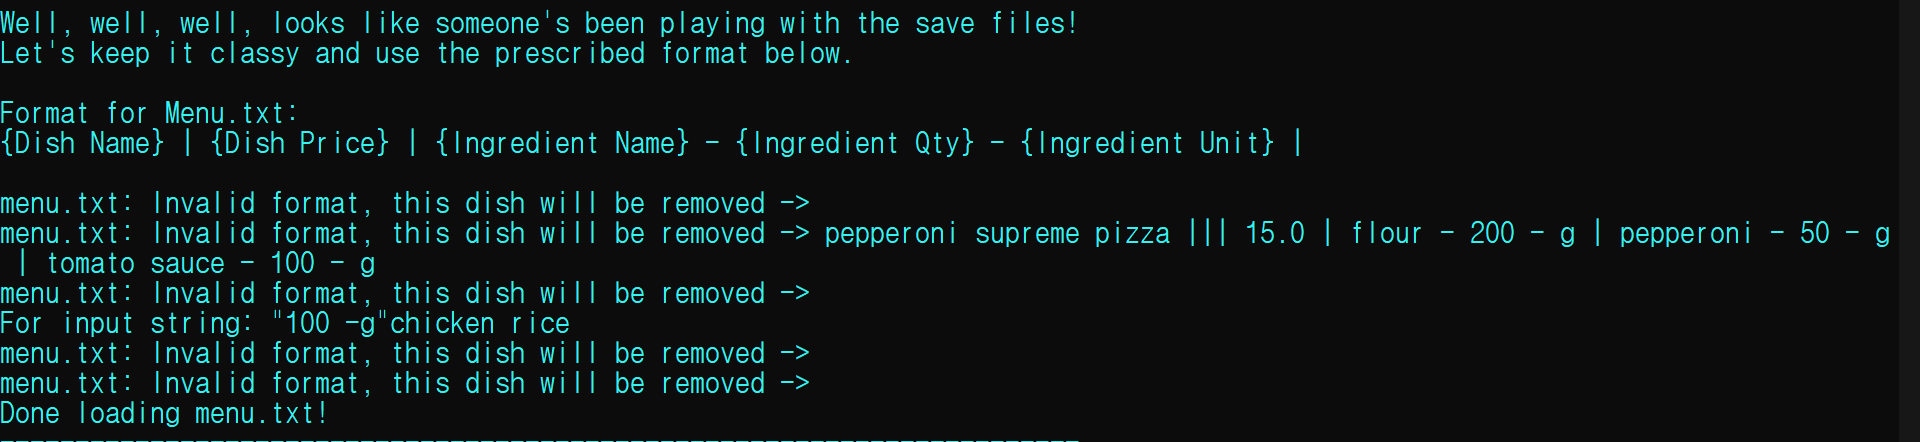 Well, well, well, looks like someone's been playing with the save files!
Let's keep it classy and use the prescribed format below.
Format for Menu.txt:
{Dish Name} | {Dish Price} | {Ingredient Name} - {Ingredient Qty} - {Ingredient Unit} |
menu.txt: Invalid format, this dish will be removed ->
menu.txt: Invalid format, this dish will be removed -> pepperoni supreme pizza ||| 15.0 | flour - 200 - g | pepperoni - 50 - g
 | tomato sauce - 100 - g
menu.txt: Invalid format, this dish will be removed ->
For input string: "100 -g"chicken rice
menu.txt: Invalid format, this dish will be removed ->
menu.txt: Invalid format, this dish will be removed ->
Done loading menu.txt!